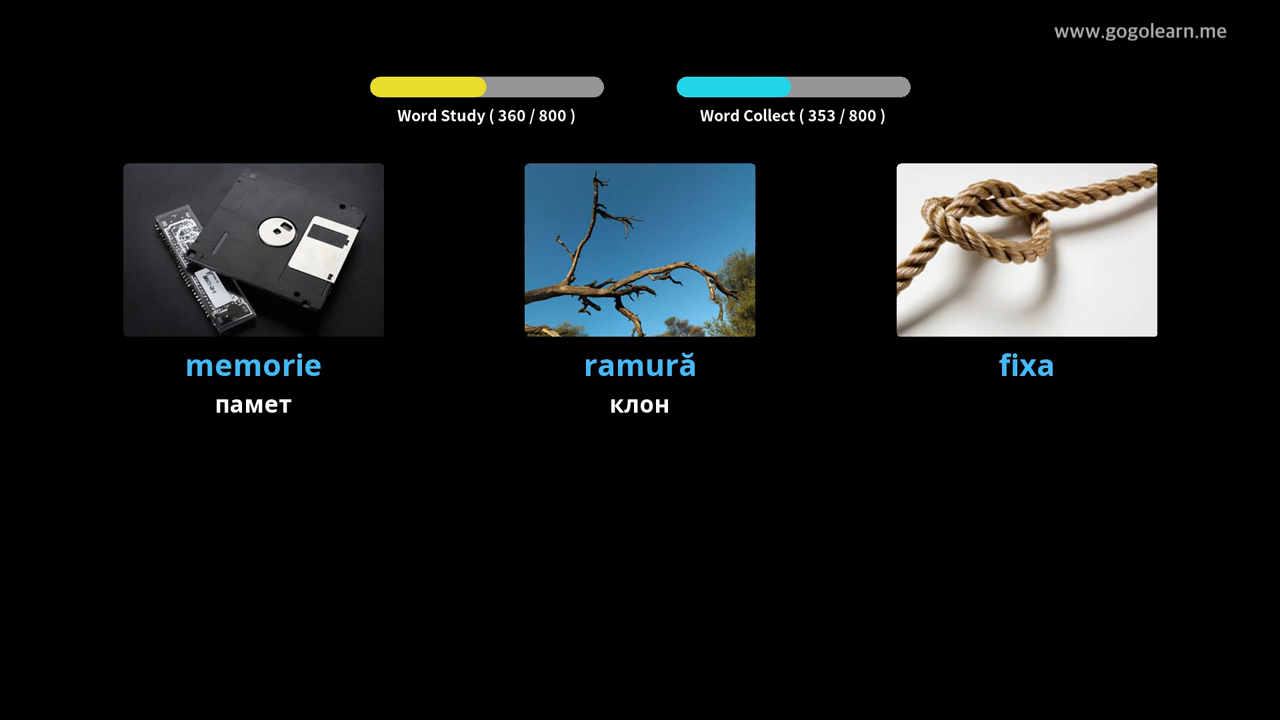 www.gogolearn.me
Word Study ( 360 / 800 )
Word Collect ( 353 / 800 )
memorie
памет
ramură
клон
fixa